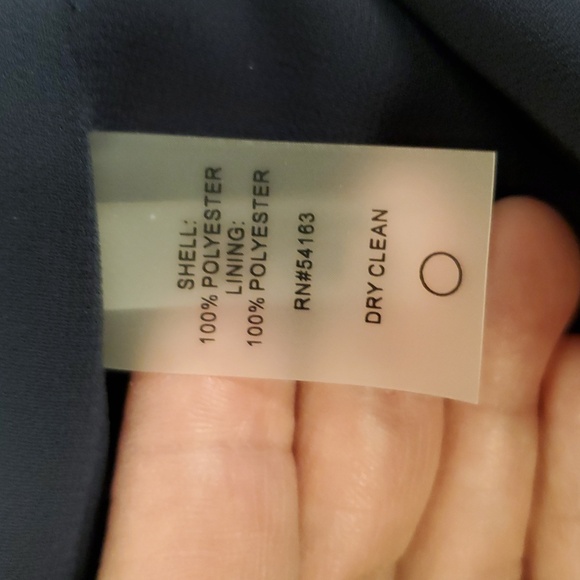 SHELL:
100% POLYESTER
LINING:
100% POLYESTER
RN#54163
DRY CLEAN